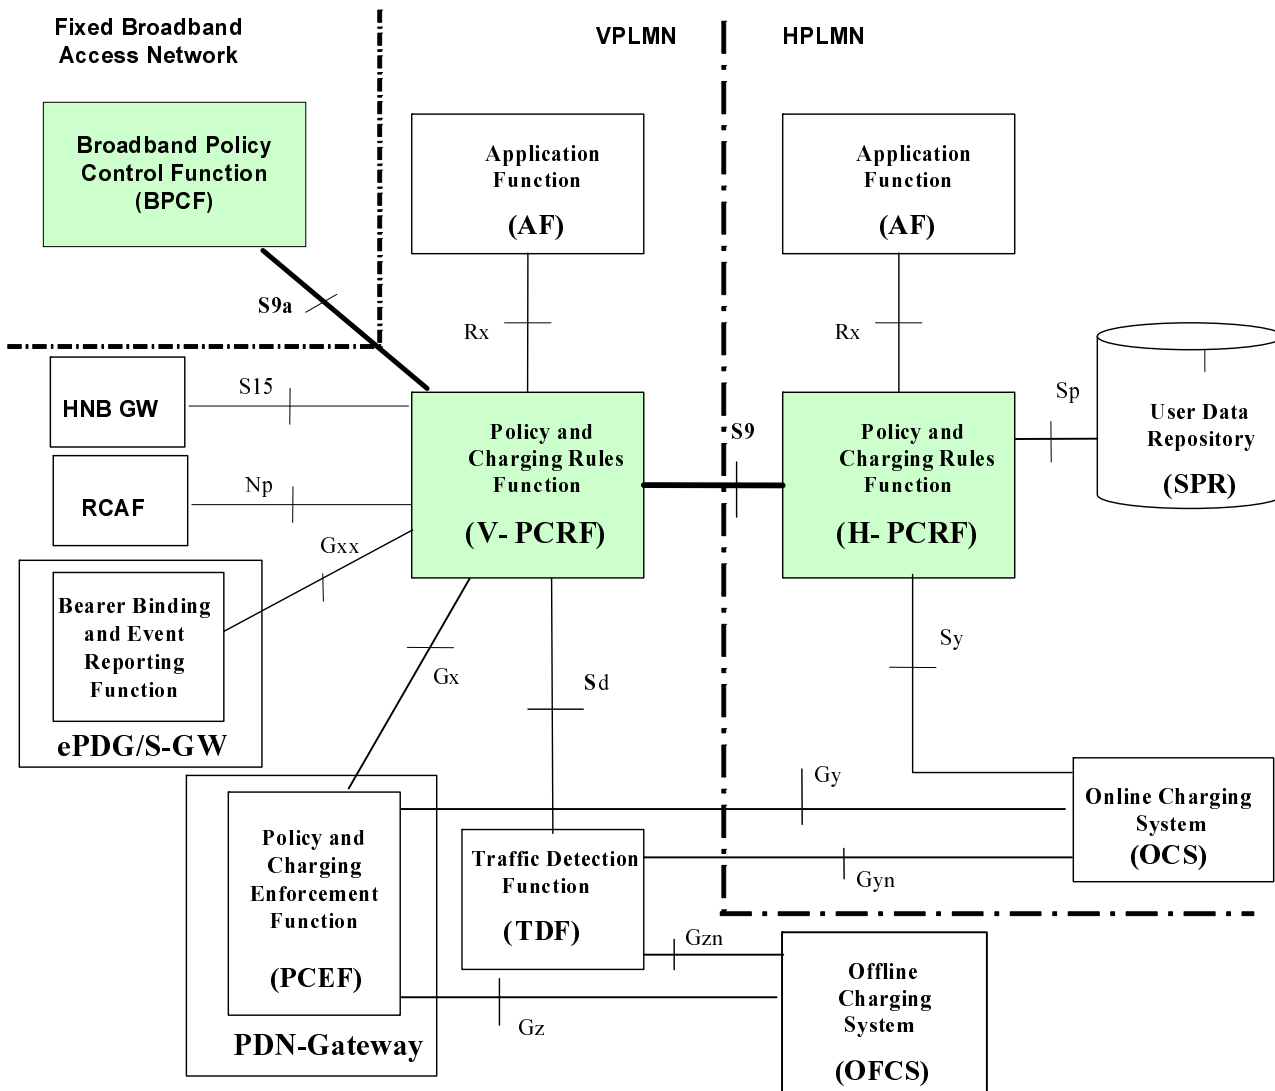 Fixed Broadband
Access Network
VPLMN
HPLMN
Broadband Policy
Control Function
(BPCF)
Application
Function
(AF)
Application
Function
(AF)
S9a
Rx
Rx
HNB GW
S15
Policy and
Charging Rules
Function
(V- PCRF)
S9
Policy and
Charging Rules
Function
(H- PCRF)
Sp
User Data
Repository
(SPR)
RCAF
Np
Gxx
Bearer Binding
and Event
Reporting
Function
ePDG/S-GW
Gx
Sd
Sy
Gy
Online Charging
System
(OCS)
Policy and
Charging
Enforcement
Function
(PCEF)
PDN-Gateway
Traffic Detection
Function
(TDF)
Gyn
Gzn
Gz
Offline
Charging
System
(OFCS)